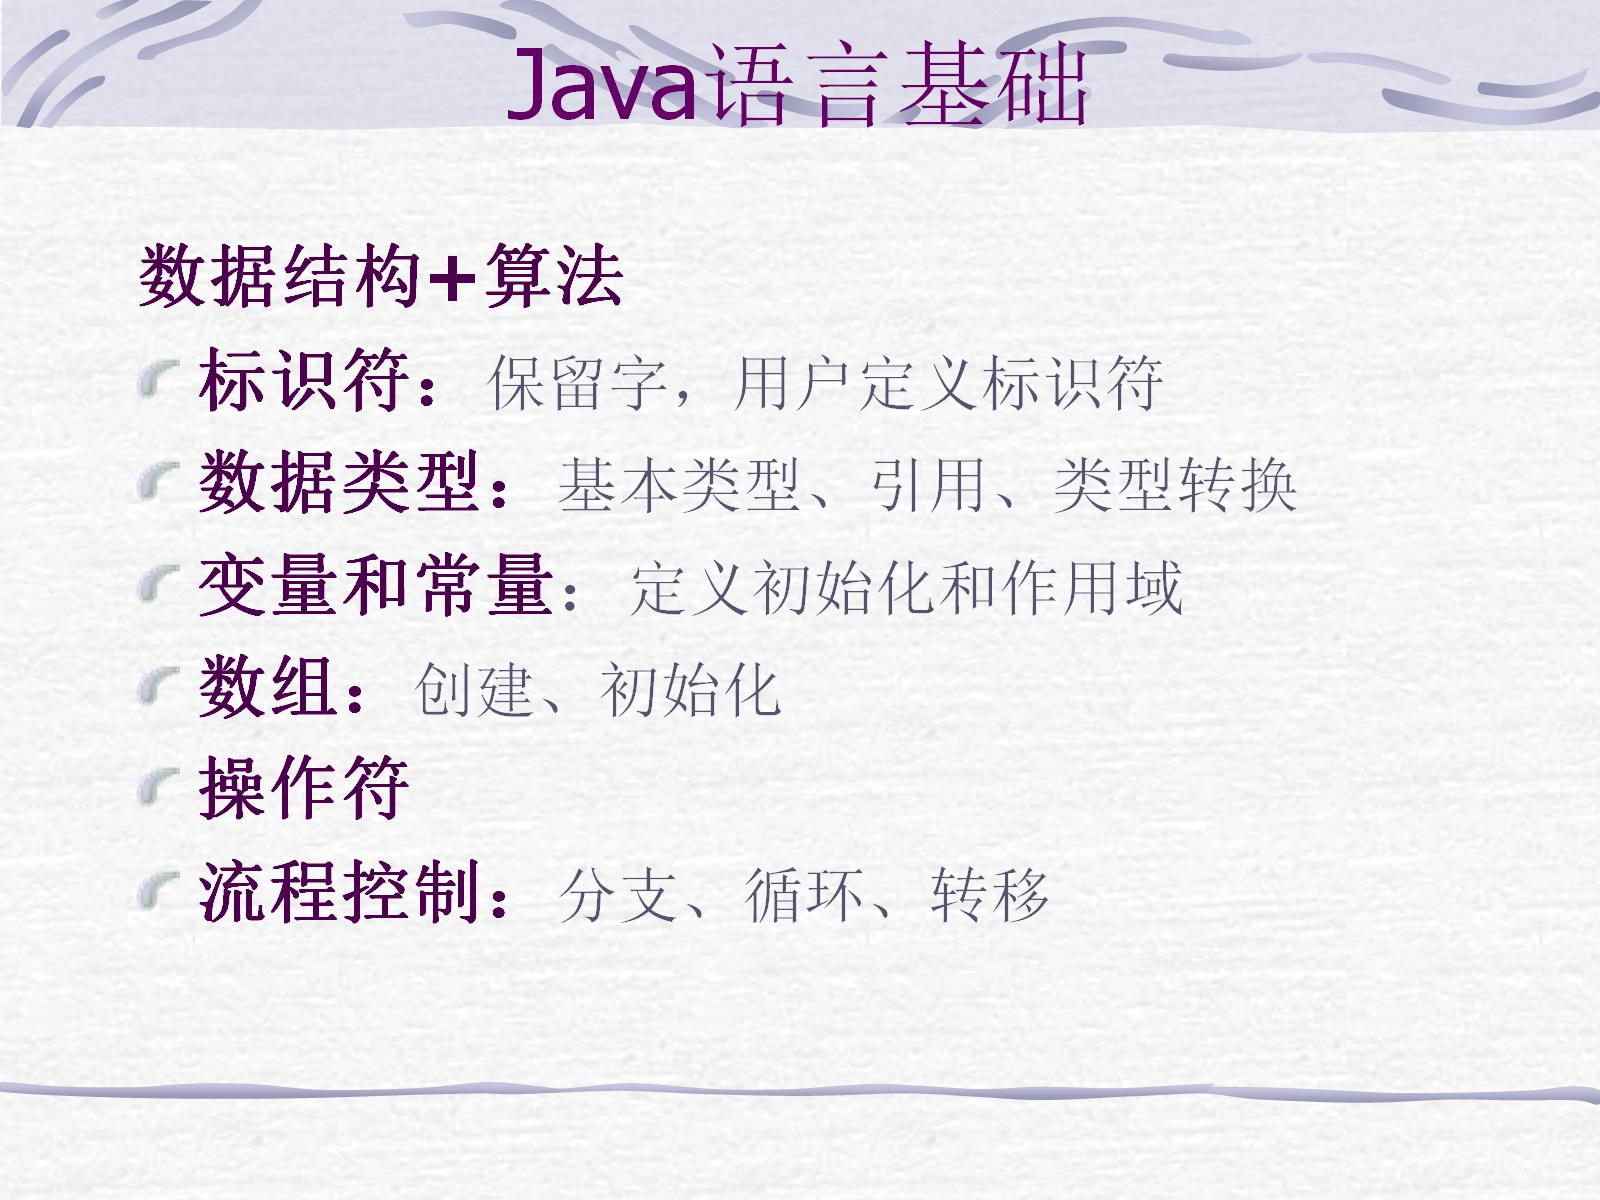 Java语言基础
数据结构+算法
标识符：保留字，用户定义标识符
数据类型：基本类型、引用、类型转换
变量和常量：定义初始化和作用域
数组：创建、初始化
操作符
流程控制：分支、循环、转移